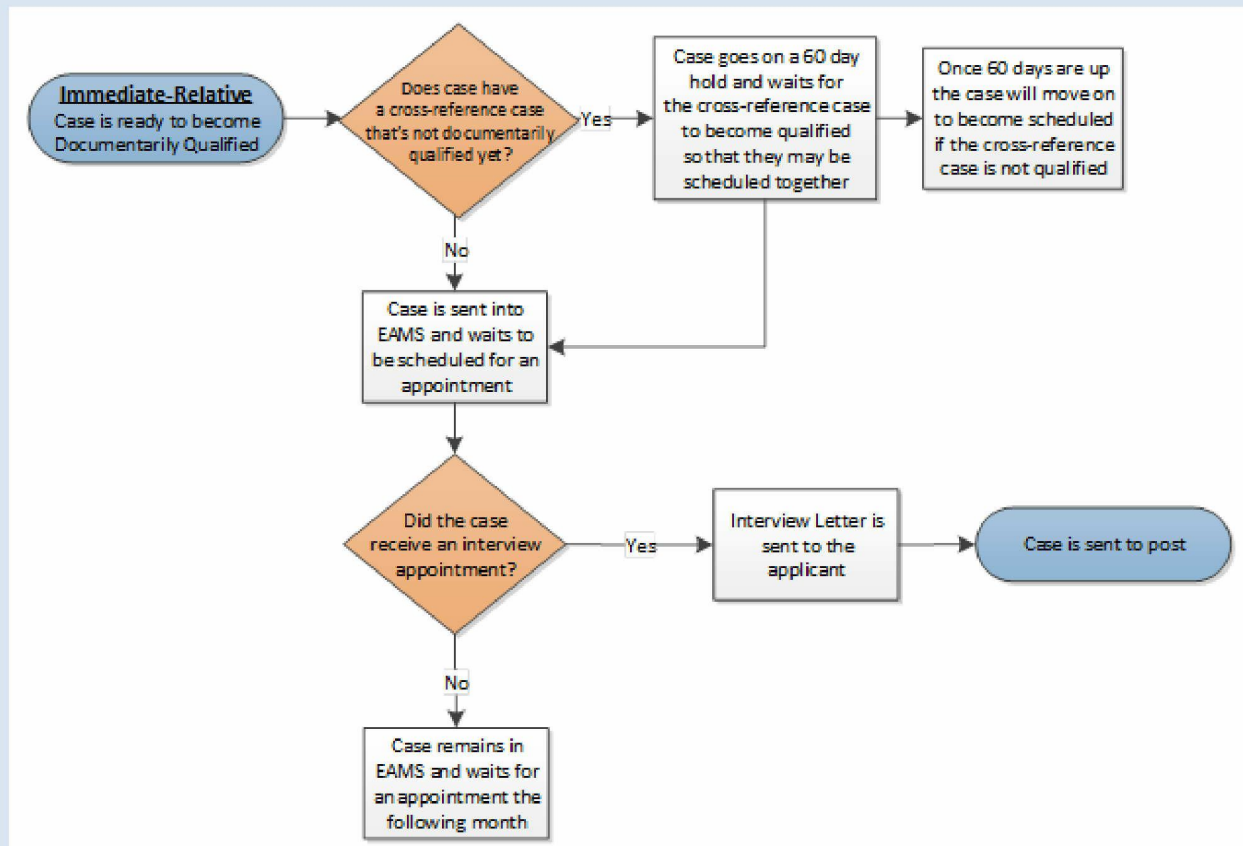 Immediate-Relative
Case is ready to become
Documentarily Qualified
Does case have
a cross-reference case
that's not documentarily
qualified yet?
Yes
Case goes on a 60 day
hold and waits for
the cross-reference case
to become qualified
so that they may be
scheduled together
Once 60 days are up
the case will move on
to become scheduled
if the cross-reference
case is not qualified
No
Case is sent into
EAMS and waits to
be scheduled for an
appointment
Did the case
receive an interview
appointment?
Yes
Interview Letter is
sent to the
applicant
Case is sent to post
No
Case remains in
EAMS and waits for
an appointment the
following month